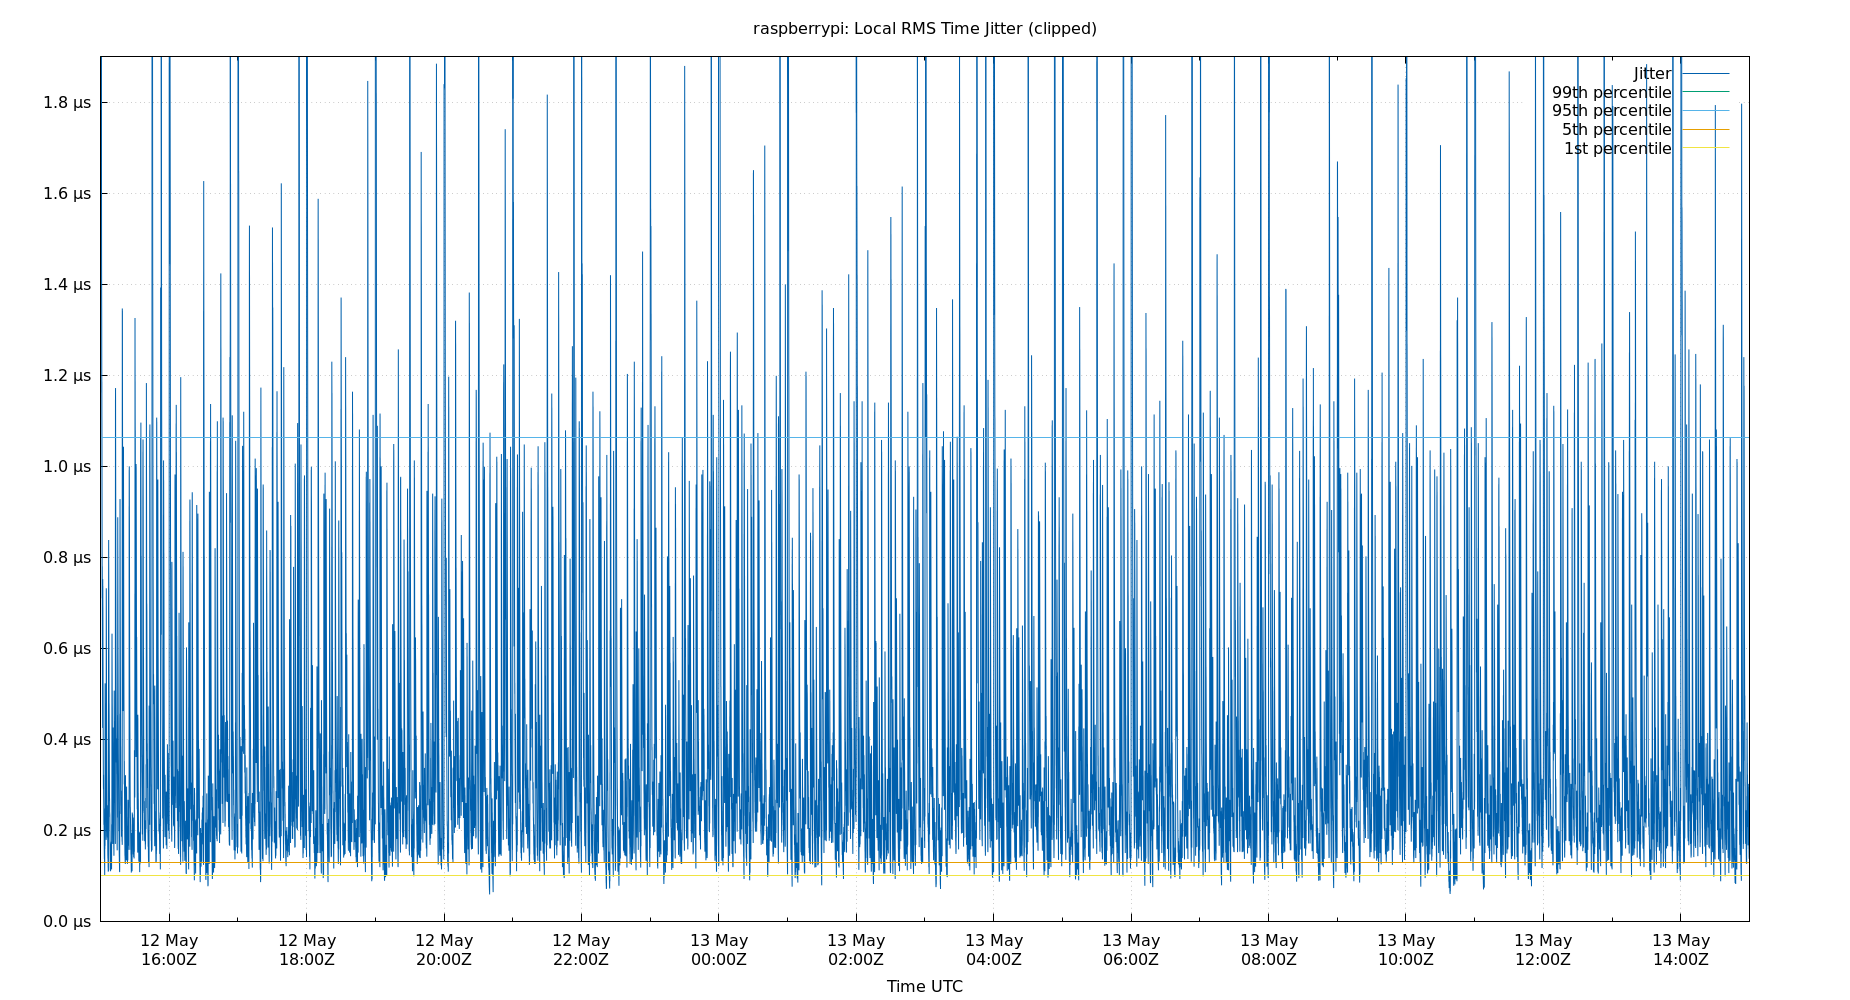 raspberrypi: Local RMS Time Jitter (clipped)
Jitter
99th percentile
95th percentile
5th percentile
1st percentile
1.8 µs
1.6 µs
1.4 µs
1.2 µs
1.0 µs
0.8 µs
0.6 µs
0.4 µs
0.2 µs
0.0 µs
12 May 12 May 12 May 12 May 13 May 13 May 13 May 13 May 13 May 13 May 13 May 13 May
16:00Z 18:00Z 20:00Z 22:00Z 00:00Z 02:00Z 04:00Z 06:00Z 08:00Z 10:00Z 12:00Z 14:00Z
Time UTC